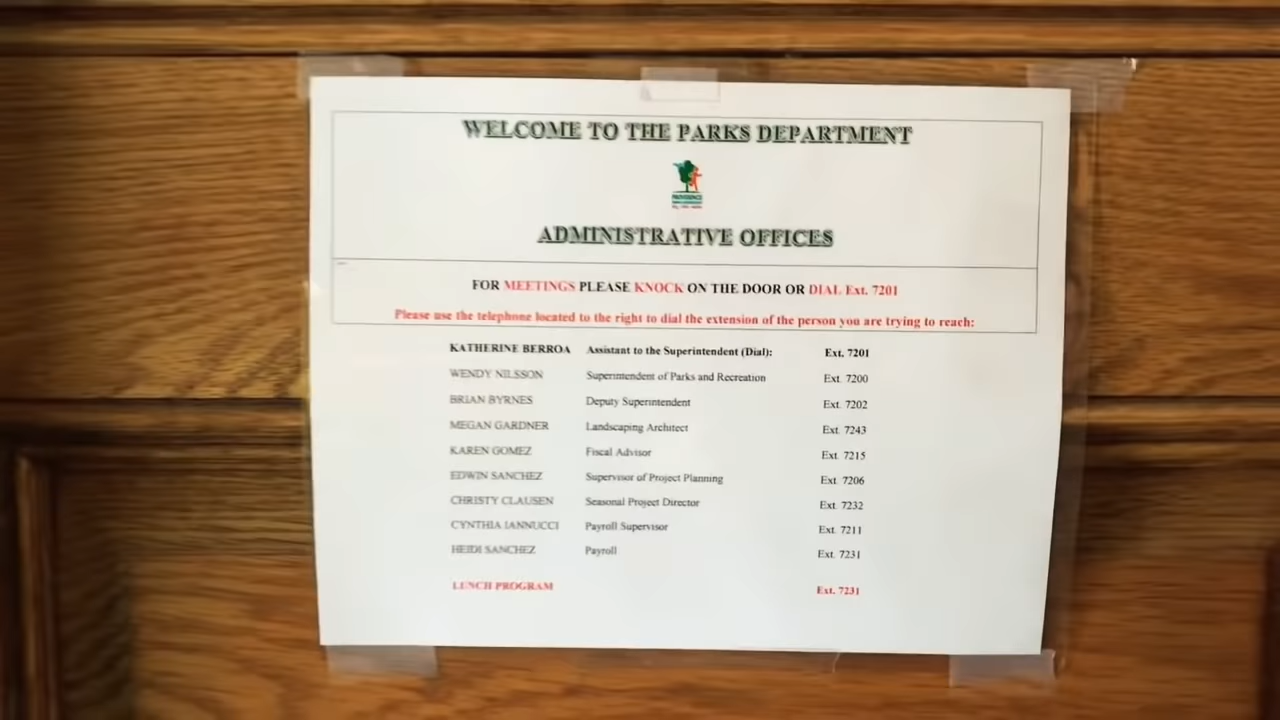 WELCOME TO THE PARKS DEPARTMENT
PROVIDENCE
ADMINISTRATIVE OFFICES
FOR MEETINGS PLEASE KNOCK ON THE DOOR OR DIAL Ext. 7201
Please use the telephone located to the right to dial the extension of the person you are trying to reach:
KATHERINE BERROA Assistant to the Superintendent (Dial): Ext. 7201
WENDY NILSSON Superintendent of Parks and Recreation Ext. 7200
BRIAN BYRNES Deputy Superintendent Ext. 7202
MEGAN GARDNER Landscaping Architect Ext. 7243
KAREN GOMEZ Fiscal Advisor Ext. 7215
EDWIN SANCHEZ Supervisor of Project Planning Ext. 7206
CHRISTY CLAUSEN Seasonal Project Director Ext. 7232
CYNTHIA IANNUCCI Payroll Supervisor Ext. 7211
HEIDI SANCHEZ Payroll Ext. 7231
LUNCH PROGRAM Ext. 7231